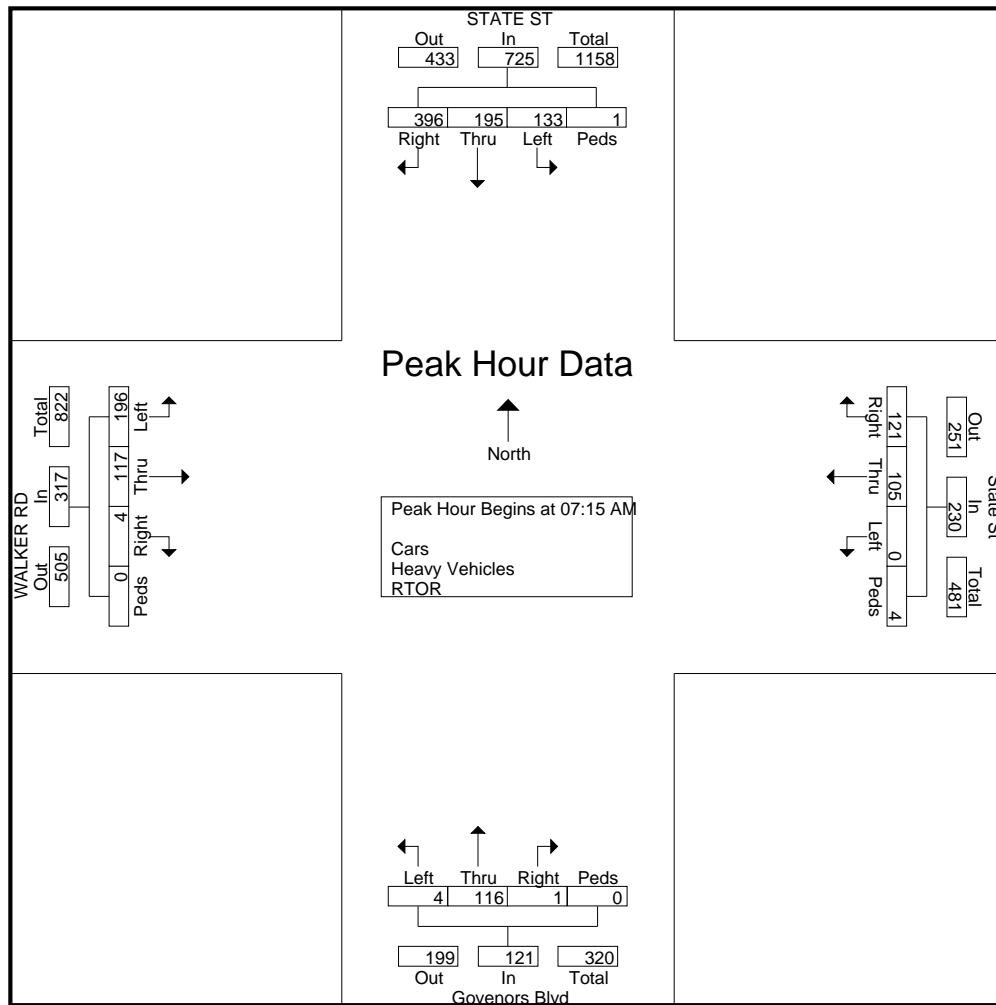 STATE ST
Out In Total
433 725 1158
396 195 133 1
Right Thru Left Peds
Peak Hour Data
North
Peak Hour Begins at 07:15 AM
Cars
Heavy Vehicles
RTOR
WALKER RD
Out In Total
505 317 822
196 117 4 0
Left Thru Right Peds
State St
Out In Total
251 230 481
121 105 0 4
Right Thru Left Peds
Left Thru Right Peds
4 116 1 0
199 121 320
Out In Total
Govenors Blvd